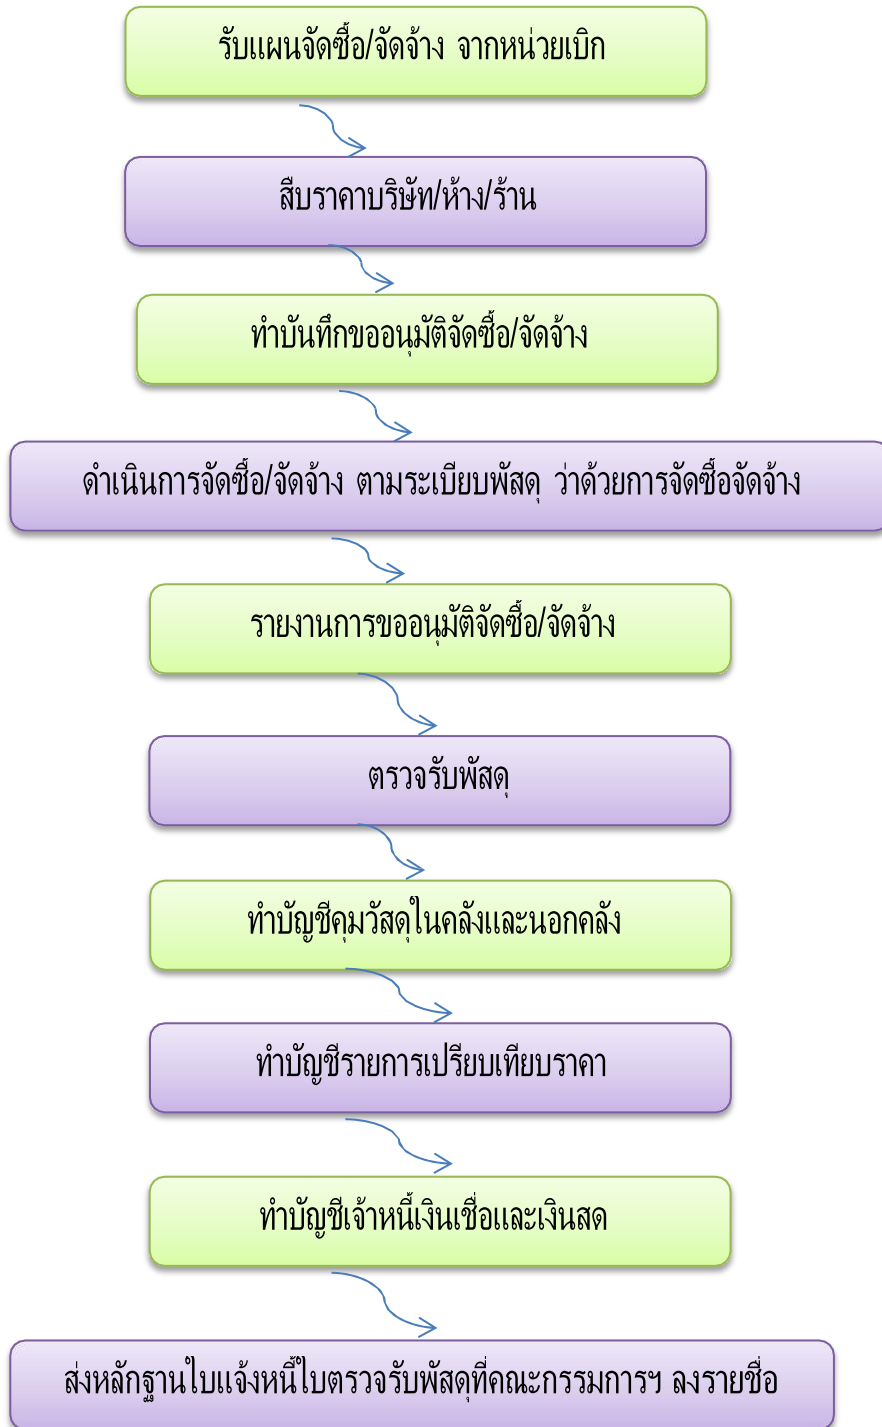 รับแผนจัดซื้อ/จัดจ้าง จากหน่วยเบิก
สืบราคาบริษัท/ห้าง/ร้าน
ทำบันทึกขออนุมัติจัดซื้อ/จัดจ้าง
ดำเนินการจัดซื้อ/จัดจ้าง ตามระเบียบพัสดุ ว่าด้วยการจัดซื้อจัดจ้าง
รายงานการขออนุมัติจัดซื้อ/จัดจ้าง
ตรวจรับพัสดุ
ทำบัญชีคุมวัสดุในคลังและนอกคลัง
ทำบัญชีรายการเปรียบเทียบราคา
ทำบัญชีเจ้าหนี้เงินเชื่อและเงินสด
ส่งหลักฐานใบแจ้งหนี้ใบตรวจรับพัสดุที่คณะกรรมการฯ ลงรายชื่อ